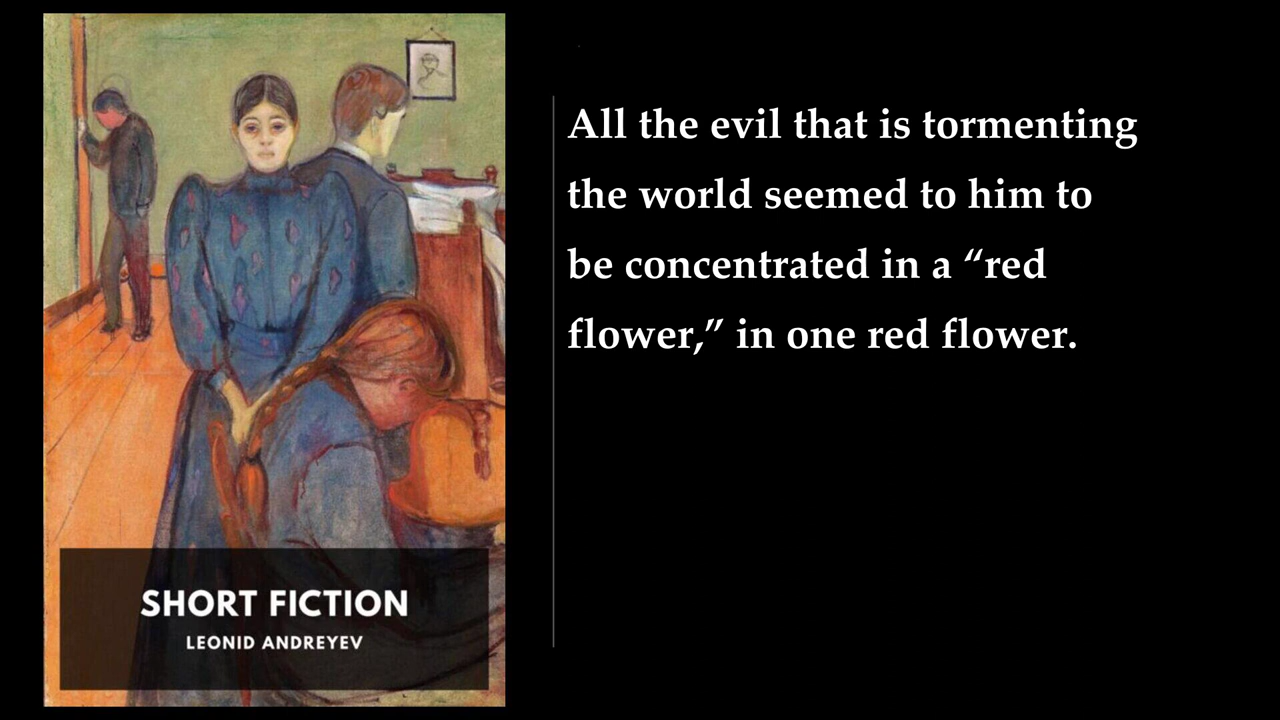 SHORT FICTION
LEONID ANDREYEV
All the evil that is tormenting
the world seemed to him to
be concentrated in a “red
flower,” in one red flower.